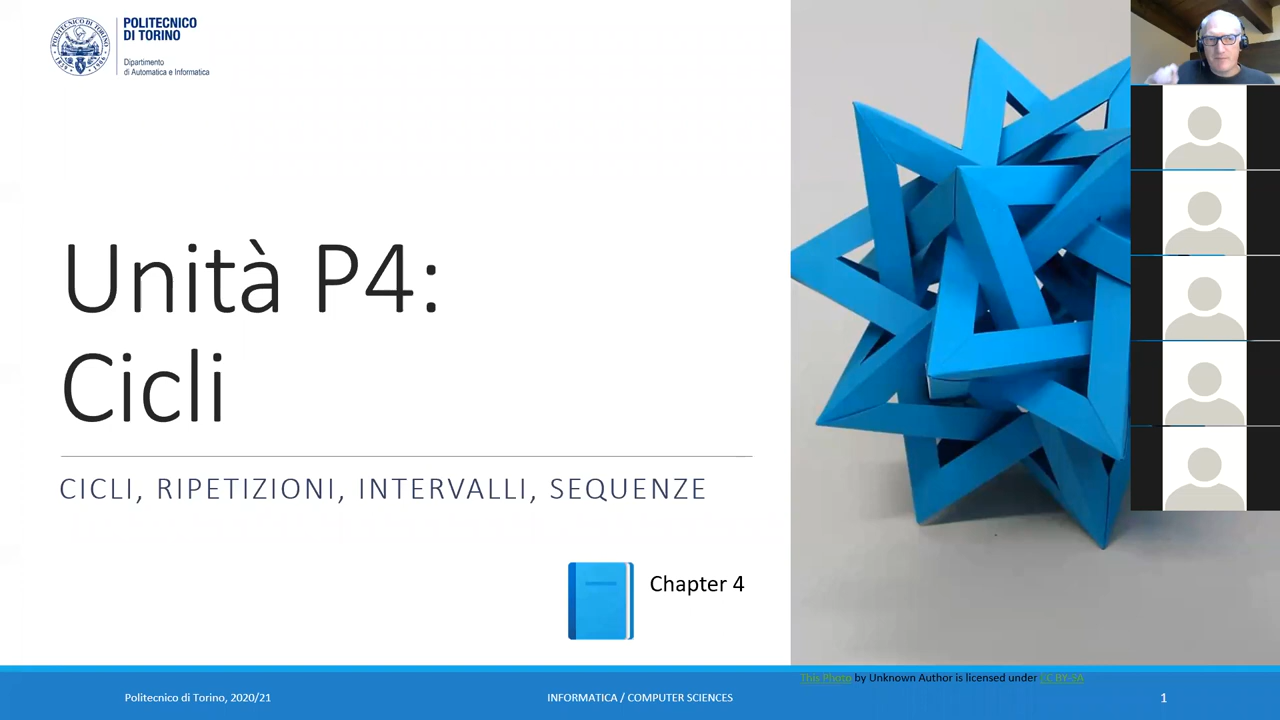 POLITECNICO
DI TORINO
Dipartimento
di Automatica e Informatica
Unità P4:
Cicli
CICLI, RIPETIZIONI, INTERVALLI, SEQUENZE
Chapter 4
This Photo by Unknown Author is licensed under CC BY-SA
Politecnico di Torino, 2020/21
INFORMATICA / COMPUTER SCIENCES
1